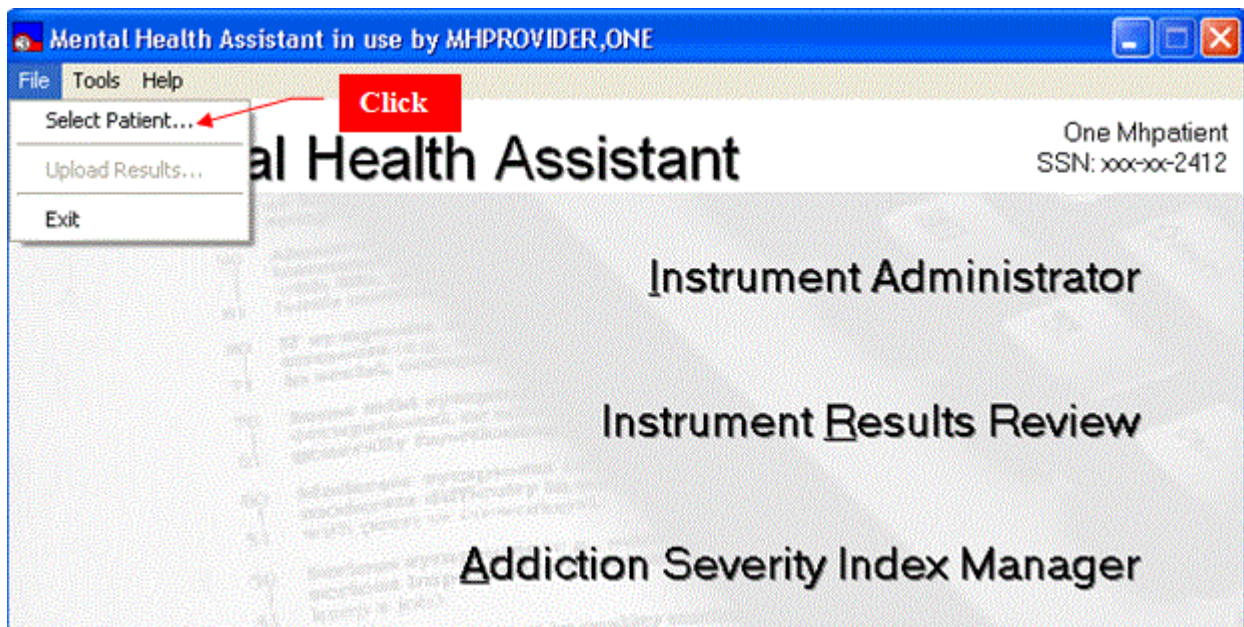 Mental Health Assistant in use by MHPROVIDER,ONE
File Tools Help
Click
Select Patient...
Upload Results...
Exit
al Health Assistant
One Mhpatient
SSN: xxx-xx-2412
Instrument Administrator
Instrument Results Review
Addiction Severity Index Manager